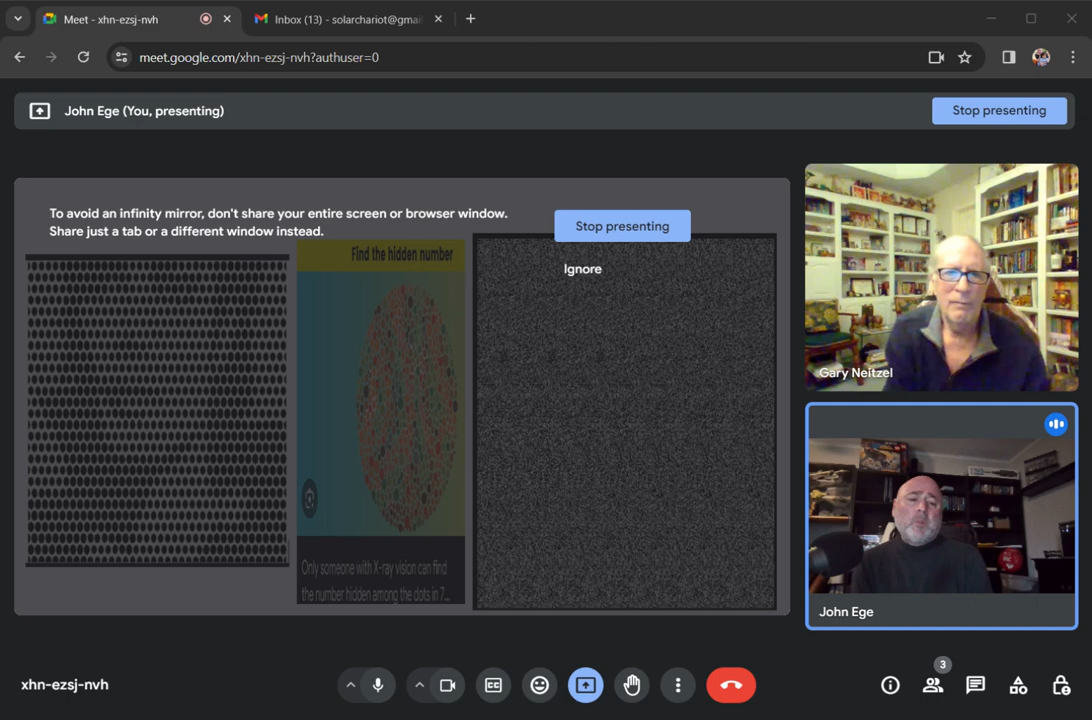 Meet - xhn-ezsj-nvh
Inbox (13) - solarchariot@gmai
meet.google.com/xhn-ezsj-nvh?authuser=0
John Ege (You, presenting)
Stop presenting
To avoid an infinity mirror, don't share your entire screen or browser window.
Share just a tab or a different window instead.
Stop presenting
Ignore
Find the hidden number
Only someone with X-ray vision can find
the number hidden among the dots in 7...
Gary Neitzel
John Ege
xhn-ezsj-nvh
CC
3